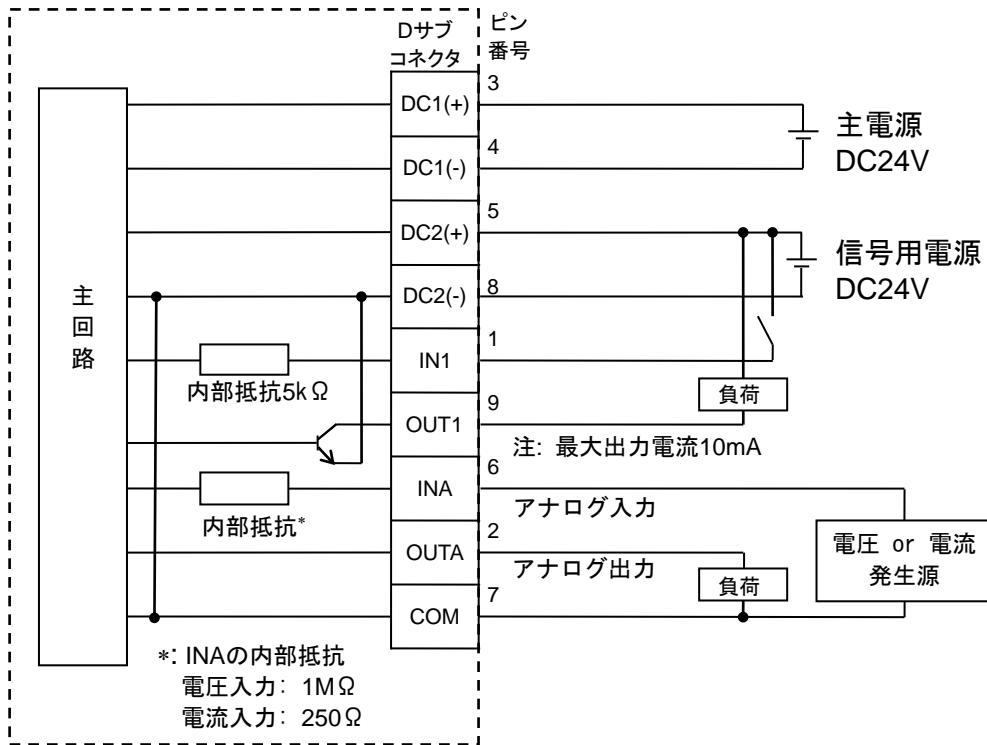 Dサブ
コネクタ
ピン
番号
主回路
DC1(+)
3
DC1(-)
4
主電源
DC24V
DC2(+)
5
DC2(-)
8
信号用電源
DC24V
IN1
1
内部抵抗5kΩ
負荷
OUT1
9
注: 最大出力電流10mA
INA
6
アナログ入力
内部抵抗*
OUTA
2
アナログ出力
負荷
電圧 or 電流
発生源
COM
7
*: INAの内部抵抗
電圧入力: 1MΩ
電流入力: 250Ω